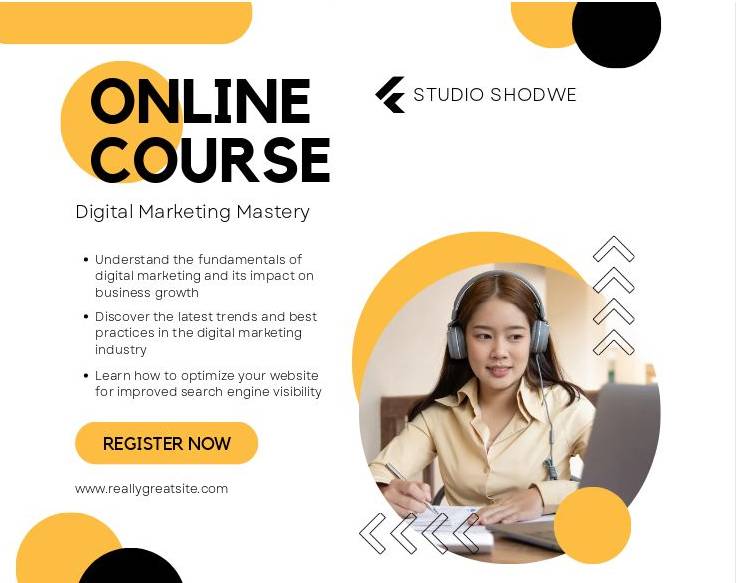 ONLINE
COURSE
STUDIO SHODWE
Digital Marketing Mastery
• Understand the fundamentals of
digital marketing and its impact on
business growth
• Discover the latest trends and best
practices in the digital marketing
industry
• Learn how to optimize your website
for improved search engine visibility
REGISTER NOW
www.reallygreatsite.com